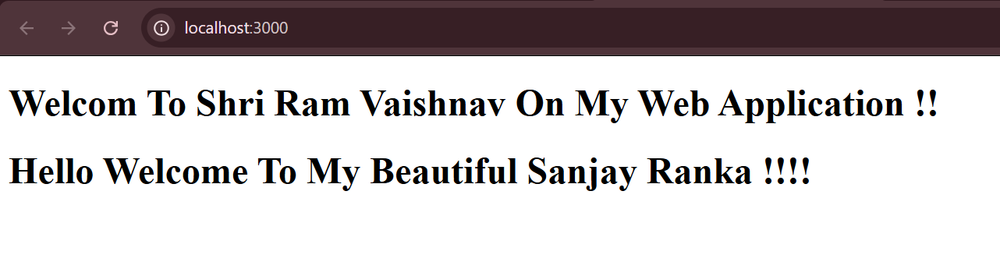 localhost:3000
Welcom To Shri Ram Vaishnav On My Web Application !!
Hello Welcome To My Beautiful Sanjay Ranka !!!!